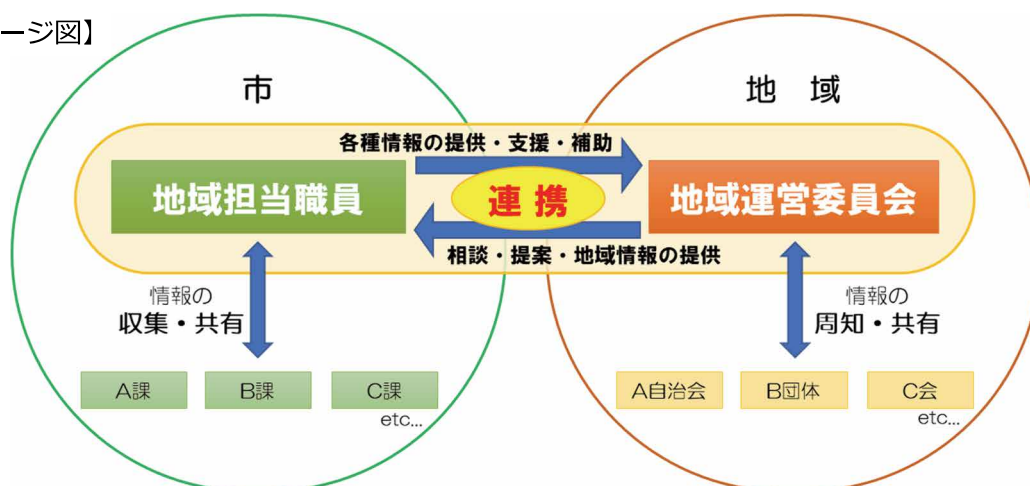 ージ図】
市
地 域
各種情報の提供・支援・補助
地域担当職員
連 携
地域運営委員会
相談・提案・地域情報の提供
情報の
収集・共有
情報の
周知・共有
A課
B課
C課
etc...
A自治会
B団体
C会
etc...